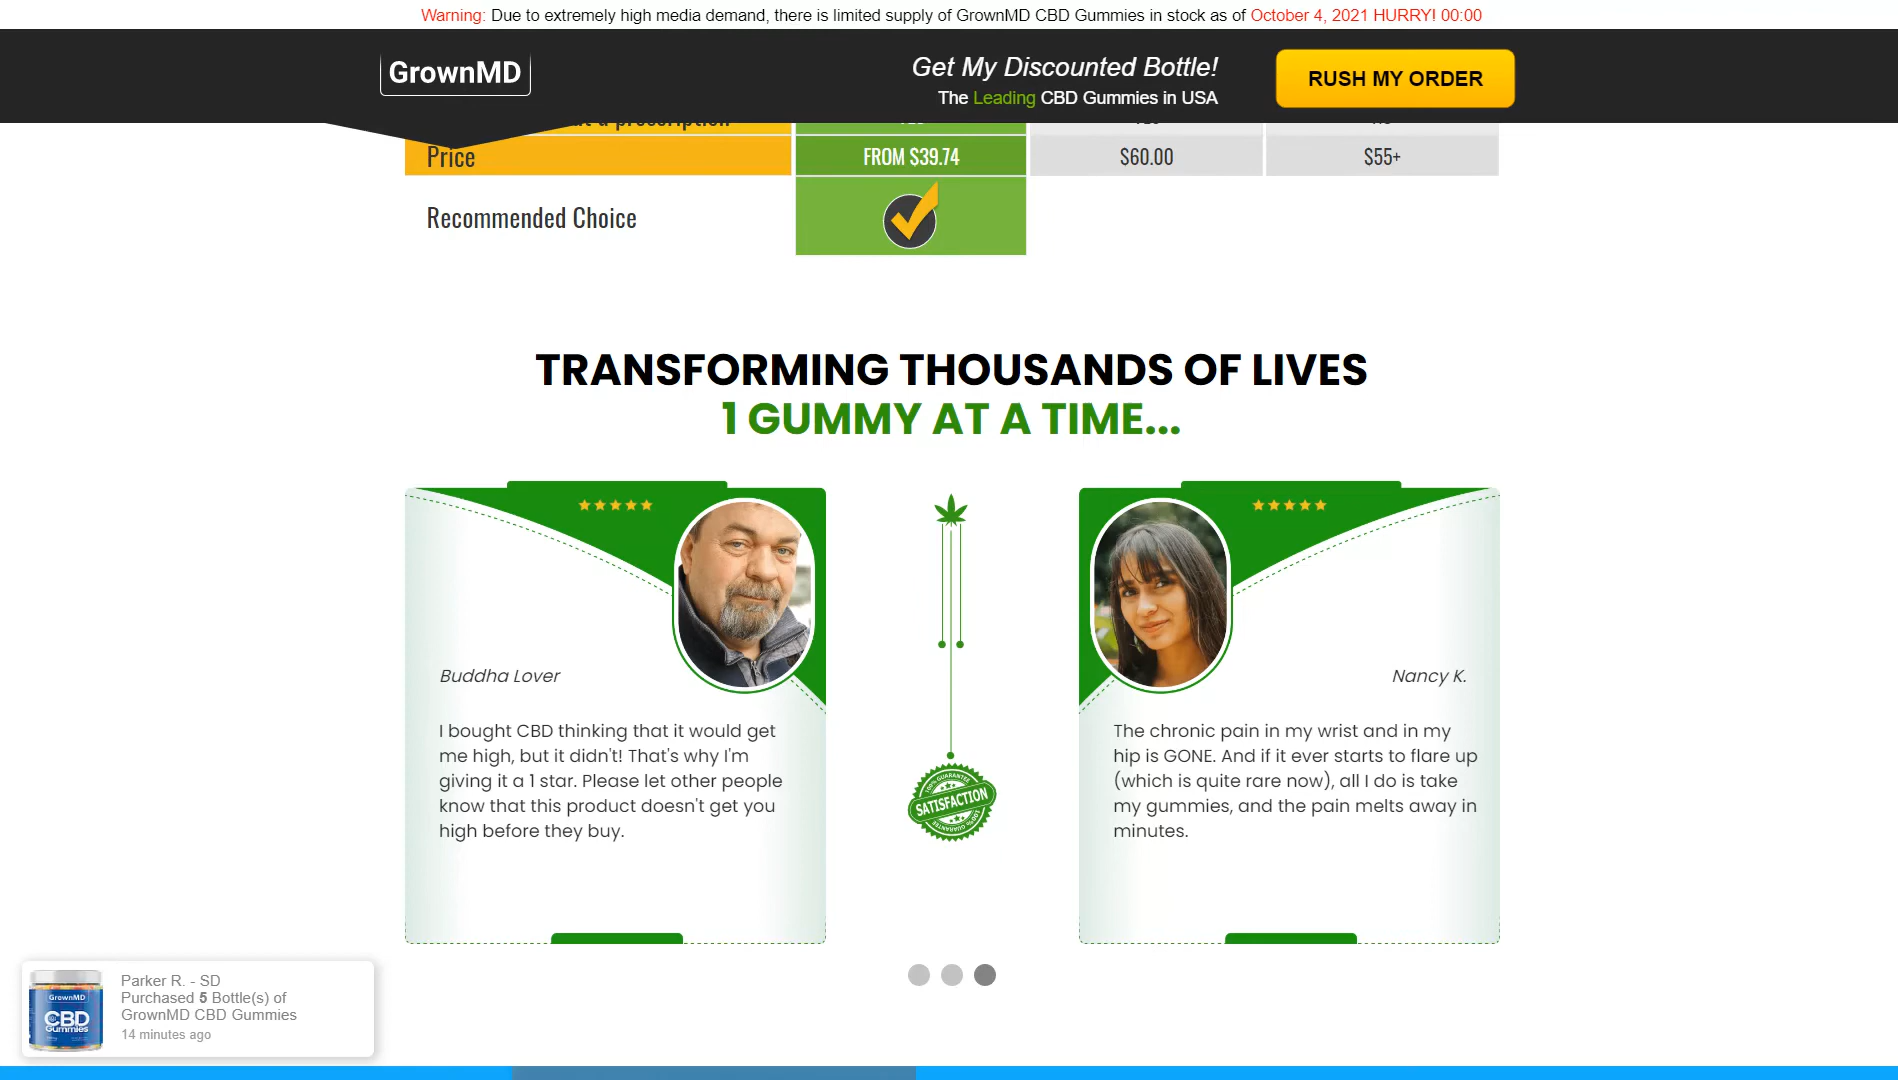 Warning: Due to extremely high media demand, there is limited supply of GrownMD CBD Gummies in stock as of October 4, 2021 HURRY! 00:00
GrownMD
Get My Discounted Bottle!
The Leading CBD Gummies in USA
RUSH MY ORDER
Price
FROM $39.74
$60.00
$55+
Recommended Choice
TRANSFORMING THOUSANDS OF LIVES
1 GUMMY AT A TIME...
Buddha Lover
I bought CBD thinking that it would get
me high, but it didn't! That's why I'm
giving it a 1 star. Please let other people
know that this product doesn't get you
high before they buy.
100% GUARANTEE
SATISFACTION
100% GUARANTEE
Nancy K.
The chronic pain in my wrist and in my
hip is GONE. And if it ever starts to flare up
(which is quite rare now), all I do is take
my gummies, and the pain melts away in
minutes.
GrownMD
CBD
Gummies
Parker R. - SD
Purchased 5 Bottle(s) of
GrownMD CBD Gummies
14 minutes ago